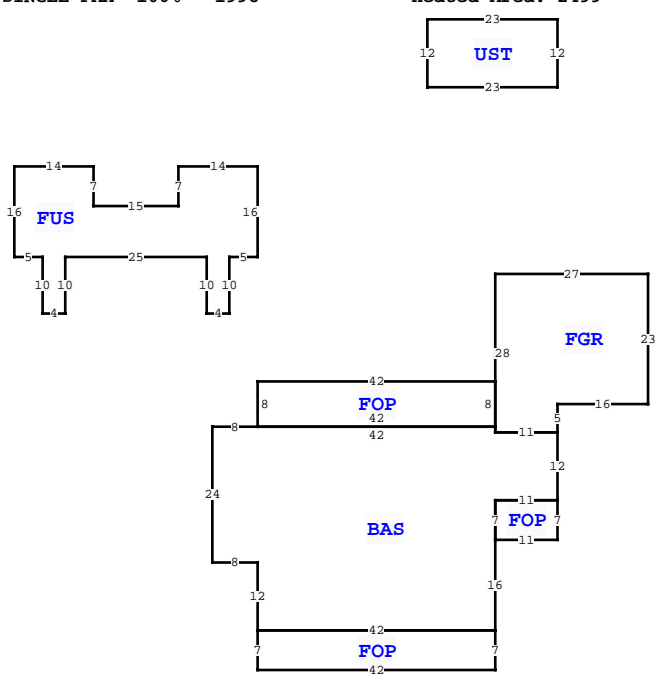 SINGLE FAM 100% Heated Area: 2499
23
12 UST 12
23
14 14
7 7
15
16 FUS 16
5 25 5
10 10 10 10
4 4
27
FGR 23
28
42
8 FOP 8 16
42 5
8 42 11
12
24
11
BAS 7 FOP 7
11
8
16
12
42
7 FOP 7
42